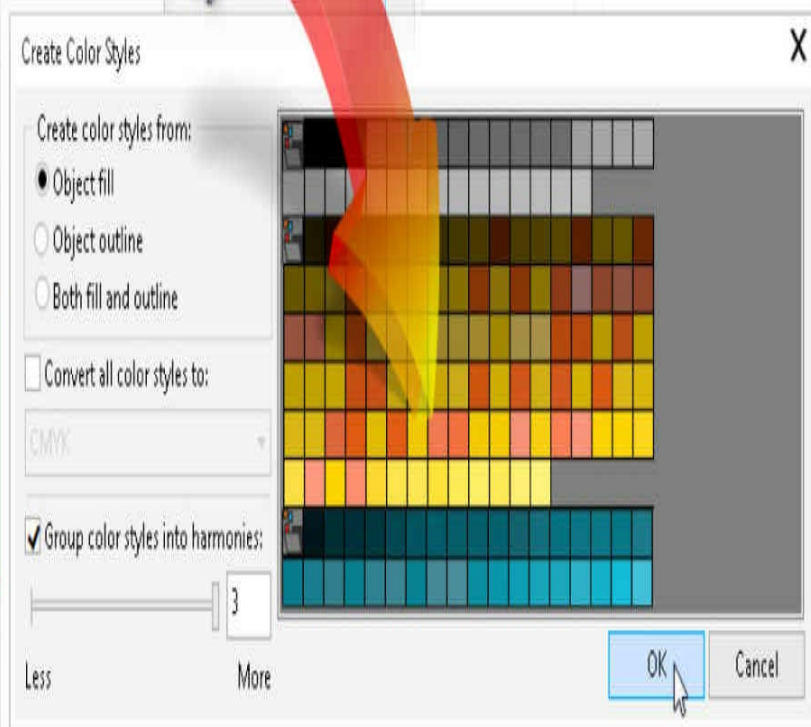 Create Color Styles
X
Create color styles from:
Object fill
Object outline
Both fill and outline
Convert all color styles to:
CMYK
Group color styles into harmonies:
3
Less More
OK Cancel